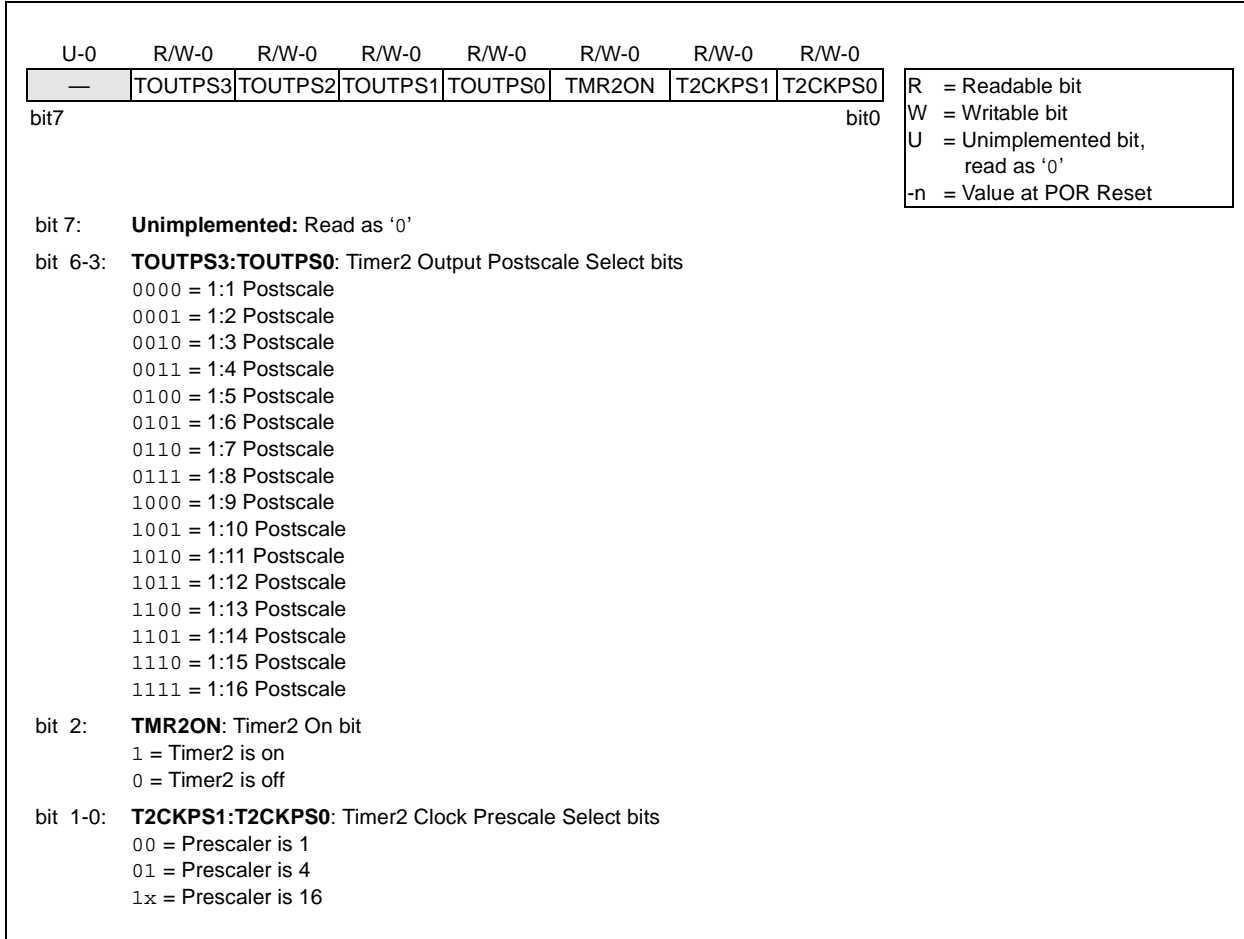 U-0 R/W-0 R/W-0 R/W-0 R/W-0 R/W-0 R/W-0 R/W-0
— TOUTPS3 TOUTPS2 TOUTPS1 TOUTPS0 TMR2ON T2CKPS1 T2CKPS0
bit7 bit0
R = Readable bit
W = Writable bit
U = Unimplemented bit,
read as ‘0’
-n = Value at POR Reset
bit 7: Unimplemented: Read as ‘0’
bit 6-3: TOUTPS3:TOUTPS0: Timer2 Output Postscale Select bits
0000 = 1:1 Postscale
0001 = 1:2 Postscale
0010 = 1:3 Postscale
0011 = 1:4 Postscale
0100 = 1:5 Postscale
0101 = 1:6 Postscale
0110 = 1:7 Postscale
0111 = 1:8 Postscale
1000 = 1:9 Postscale
1001 = 1:10 Postscale
1010 = 1:11 Postscale
1011 = 1:12 Postscale
1100 = 1:13 Postscale
1101 = 1:14 Postscale
1110 = 1:15 Postscale
1111 = 1:16 Postscale
bit 2: TMR2ON: Timer2 On bit
1 = Timer2 is on
0 = Timer2 is off
bit 1-0: T2CKPS1:T2CKPS0: Timer2 Clock Prescale Select bits
00 = Prescaler is 1
01 = Prescaler is 4
1x = Prescaler is 16